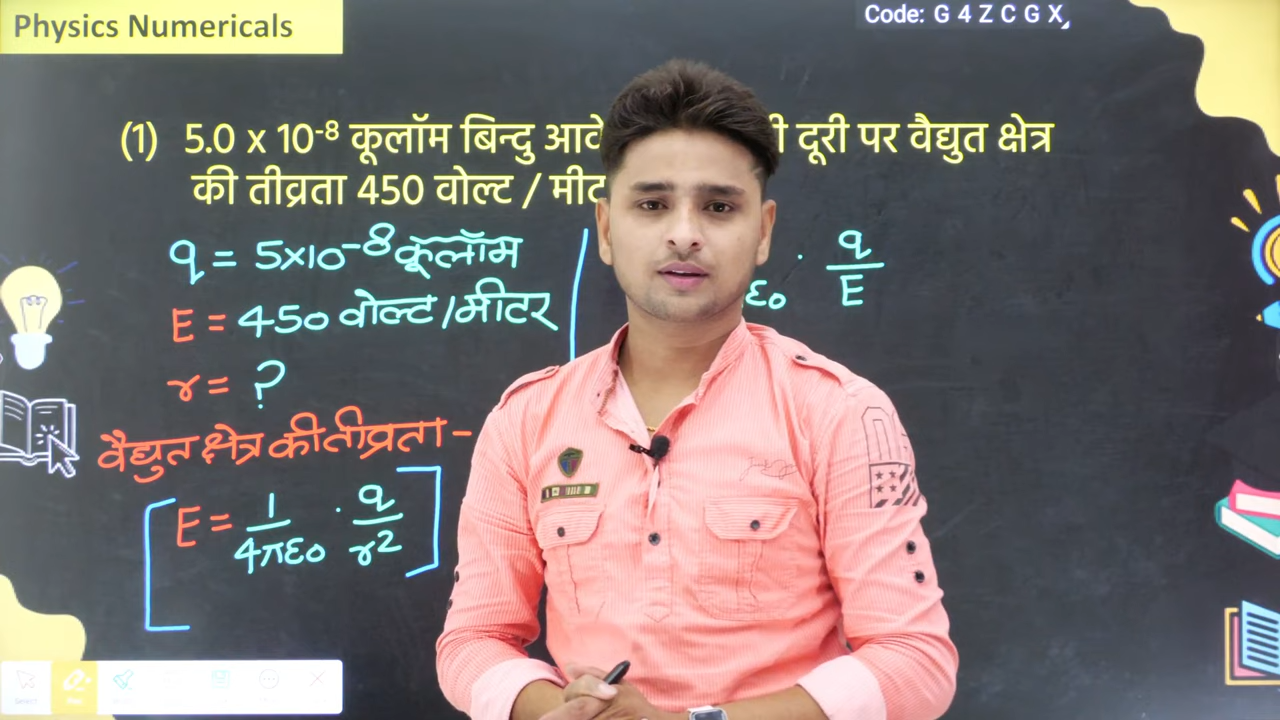 Physics Numericals
Code: G 4 Z C G X
(1) 5.0 x 10⁻⁸ कूलॉम बिन्दु दूरी पर वैद्युत क्षेत्र
की तीव्रता 450 वोल्ट /
q = 5×10⁻⁸ कूलॉम
E = 450 वोल्ट/मीटर
r = ?
वैद्युत क्षेत्र की तीव्रता -
E = 1/4πε₀ · q/r²
ε₀ · q/E
Select